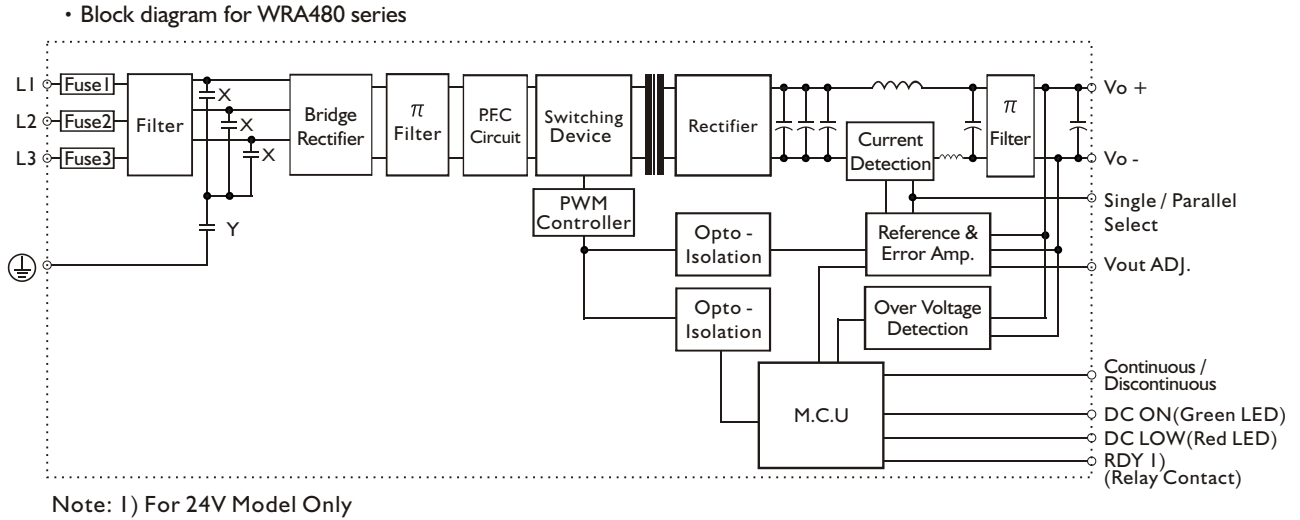 • Block diagram for WRA480 series
L1
Fuse1
L2
Fuse2
L3
Fuse3
Filter
X
X
X
Y
Bridge
Rectifier
π
Filter
P.F.C
Circuit
Switching
Device
PWM
Controller
Rectifier
Current
Detection
π
Filter
Vo +
Vo -
Single / Parallel
Select
Opto -
Isolation
Reference &
Error Amp.
Vout ADJ.
Opto -
Isolation
Over Voltage
Detection
M.C.U
Continuous /
Discontinuous
DC ON(Green LED)
DC LOW(Red LED)
RDY 1)
(Relay Contact)
Note: 1) For 24V Model Only